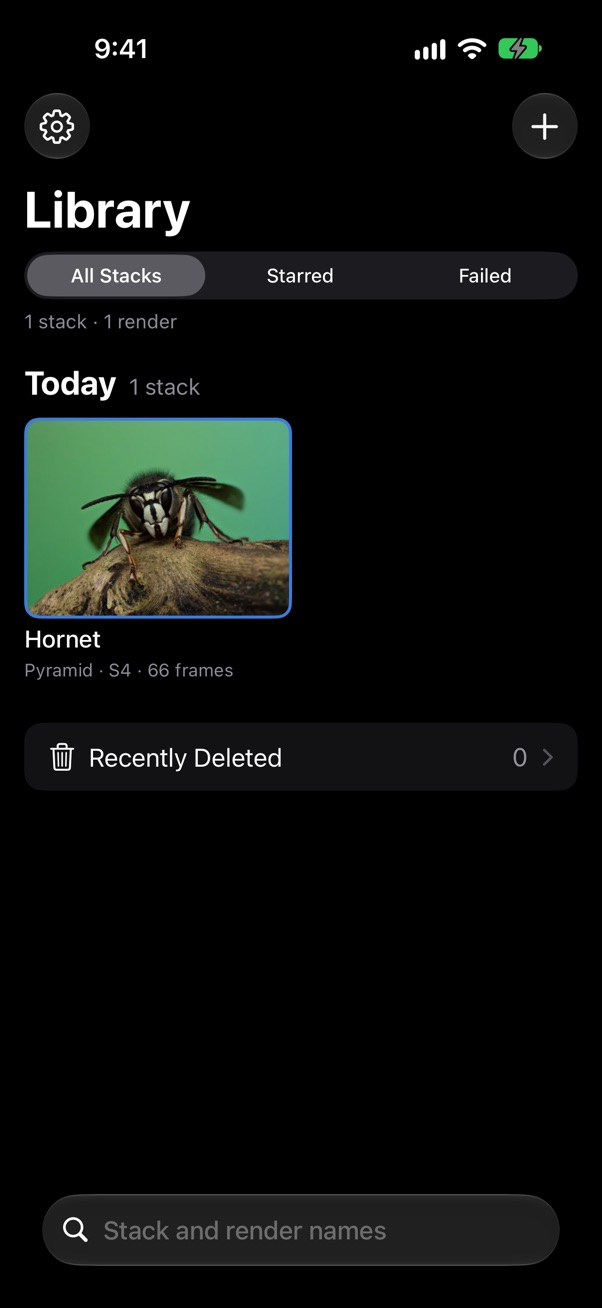 9:41
Library
All Stacks Starred Failed
1 stack · 1 render
Today 1 stack
Hornet
Pyramid · S4 · 66 frames
Recently Deleted 0
Stack and render names